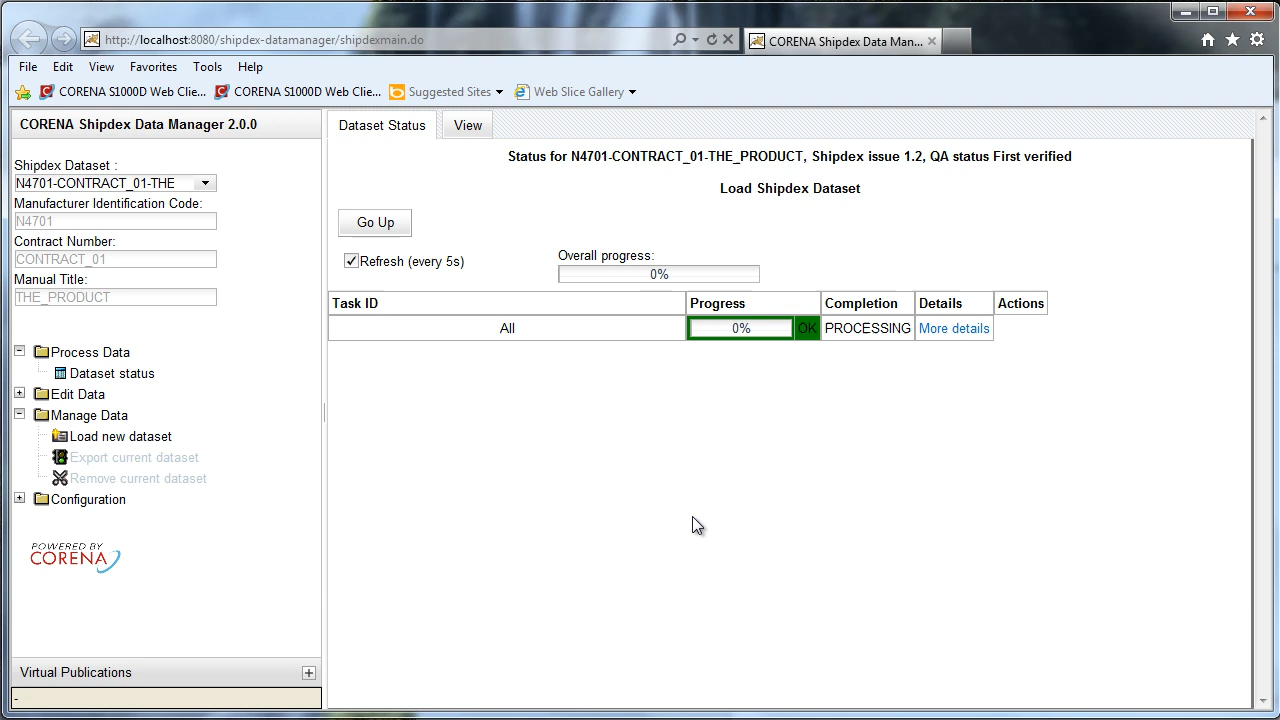 http://localhost:8080/shipdex-datamanager/shipdexmain.do
CORENA Shipdex Data Man...
File Edit View Favorites Tools Help
CORENA S1000D Web Clie... CORENA S1000D Web Clie... Suggested Sites Web Slice Gallery
CORENA Shipdex Data Manager 2.0.0
Shipdex Dataset :
N4701-CONTRACT_01-THE
Manufacturer Identification Code:
N4701
Contract Number:
CONTRACT_01
Manual Title:
THE_PRODUCT
Process Data
Dataset status
Edit Data
Manage Data
Load new dataset
Export current dataset
Remove current dataset
Configuration
POWERED BY
CORENA
Virtual Publications
-
Dataset Status View
Status for N4701-CONTRACT_01-THE_PRODUCT, Shipdex issue 1.2, QA status First verified
Load Shipdex Dataset
Go Up
Refresh (every 5s)
Overall progress:
0%
Task ID Progress Completion Details Actions
All 0% OK PROCESSING More details